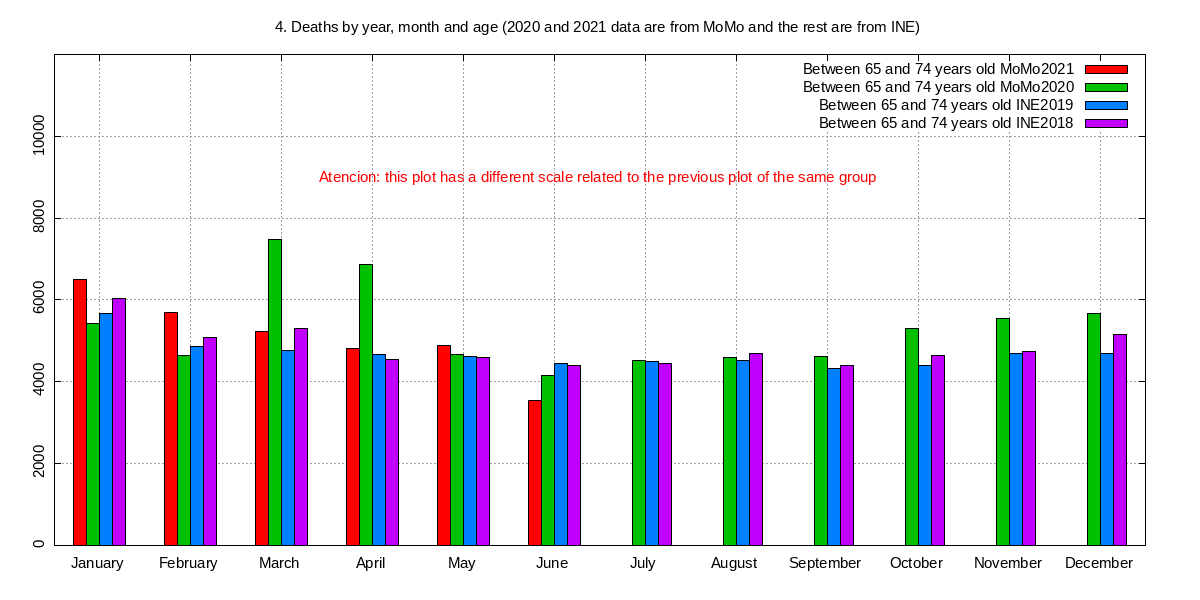 4. Deaths by year, month and age (2020 and 2021 data are from MoMo and the rest are from INE)
Between 65 and 74 years old MoMo2021
Between 65 and 74 years old MoMo2020
Between 65 and 74 years old INE2019
Between 65 and 74 years old INE2018
Atencion: this plot has a different scale related to the previous plot of the same group
10000
8000
6000
4000
2000
0
January February March April May June July August September October November December